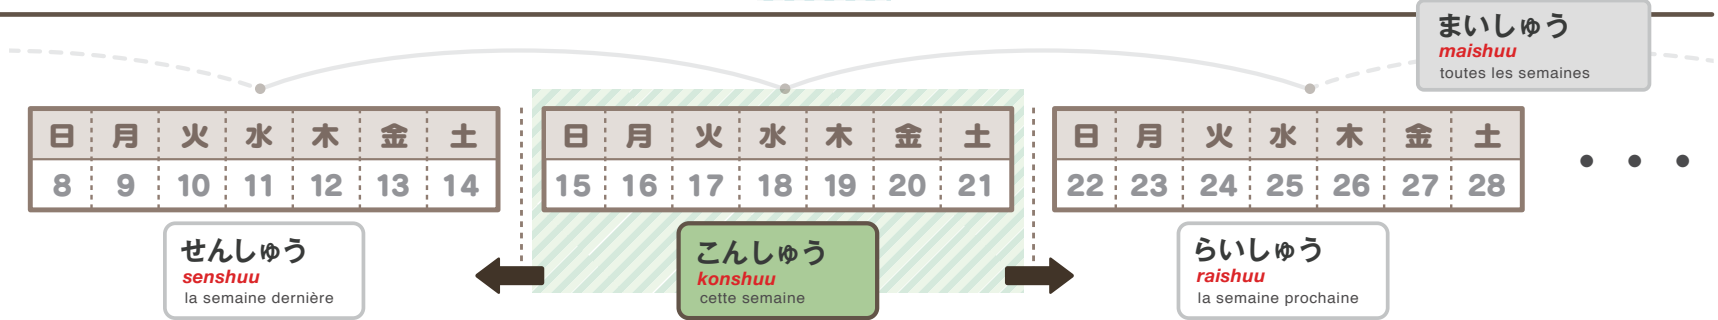 まいしゅう
maishuu
toutes les semaines
日 月 火 水 木 金 土
8 9 10 11 12 13 14
せんしゅう
senshuu
la semaine dernière
日 月 火 水 木 金 土
15 16 17 18 19 20 21
こんしゅう
konshuu
cette semaine
日 月 火 水 木 金 土
22 23 24 25 26 27 28
らいしゅう
raishuu
la semaine prochaine